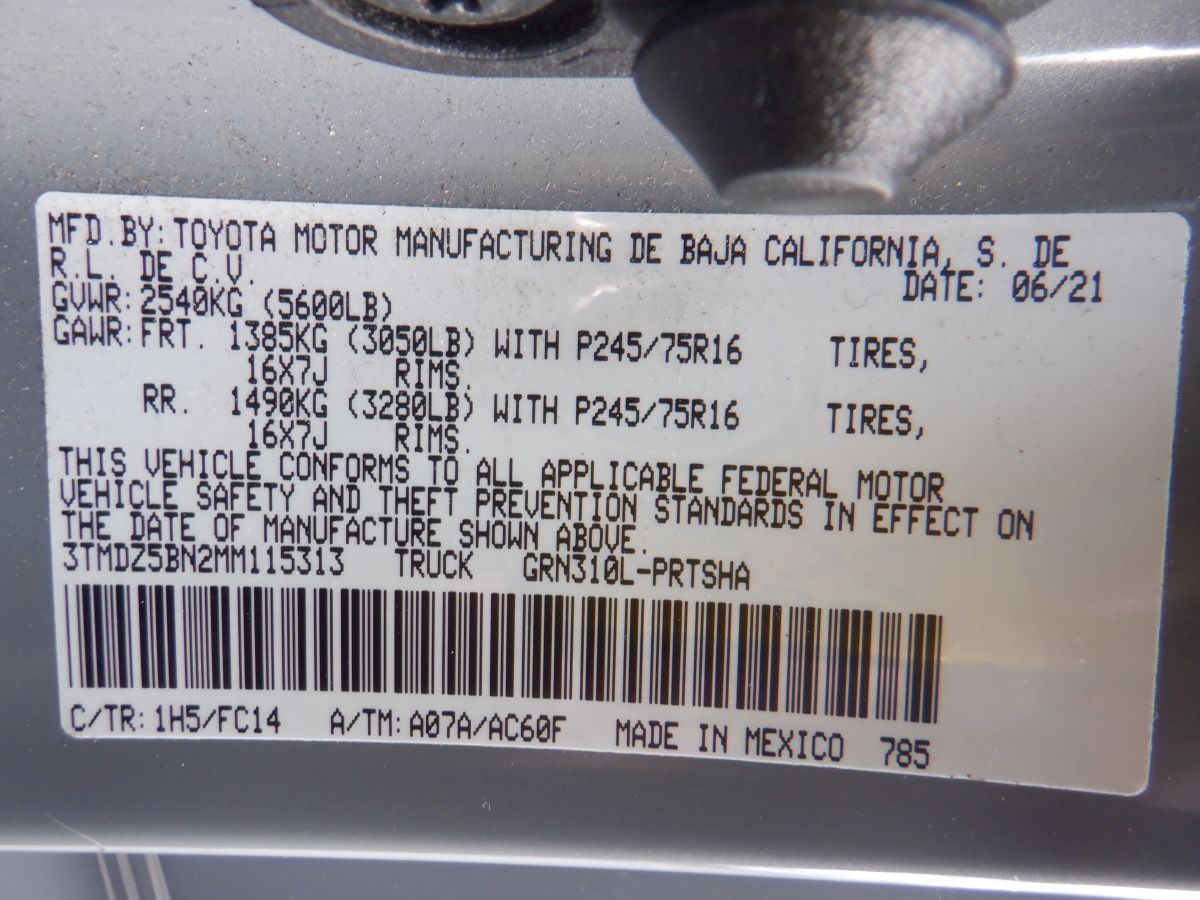 MFD. BY: TOYOTA MOTOR MANUFACTURING DE BAJA CALIFORNIA, S. DE
R.L. DE C.V. DATE: 06/21
GVWR: 2540KG (5600LB)
GAWR: FRT. 1385KG (3050LB) WITH P245/75R16 TIRES,
16X7J RIMS.
RR. 1490KG (3280LB) WITH P245/75R16 TIRES,
16X7J RIMS.
THIS VEHICLE CONFORMS TO ALL APPLICABLE FEDERAL MOTOR
VEHICLE SAFETY AND THEFT PREVENTION STANDARDS IN EFFECT ON
THE DATE OF MANUFACTURE SHOWN ABOVE.
3TMDZ5BN2MM115313 TRUCK GRN310L-PRTSHA
C/TR: 1H5/FC14 A/TM: A07A/AC60F MADE IN MEXICO 785